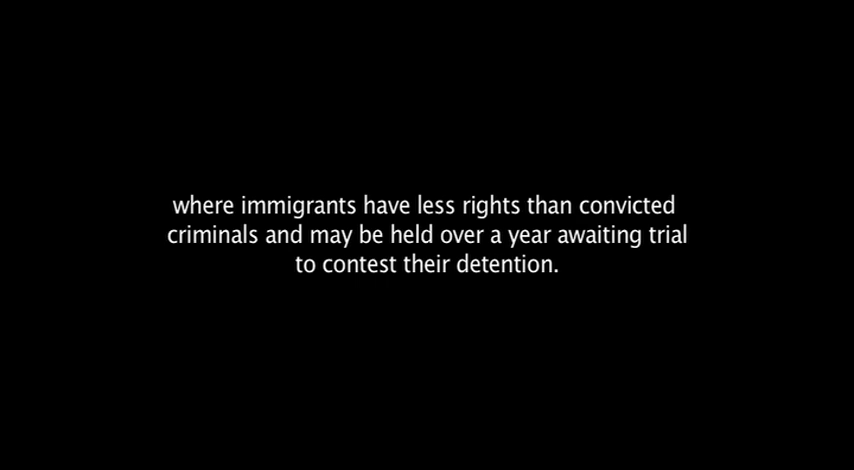 where immigrants have less rights than convicted
criminals and may be held over a year awaiting trial
to contest their detention.